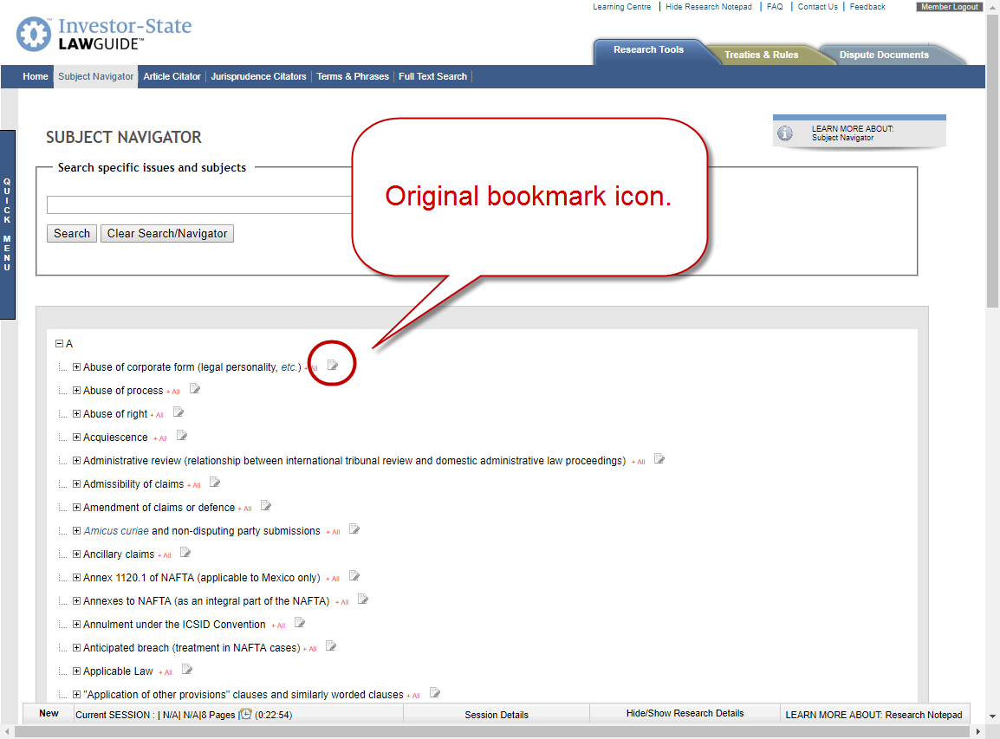 Learning Centre | Hide Research Notepad | FAQ | Contact Us | Feedback
Member Logout
Investor-State
LAWGUIDE™
Research Tools
Treaties & Rules
Dispute Documents
Home | Subject Navigator | Article Citator | Jurisprudence Citators | Terms & Phrases | Full Text Search |
QUICK MENU
SUBJECT NAVIGATOR
LEARN MORE ABOUT:
Subject Navigator
Search specific issues and subjects
Original bookmark icon.
Search
Clear Search/Navigator
A
Abuse of corporate form (legal personality, etc.) + All
Abuse of process + All
Abuse of right + All
Acquiescence + All
Administrative review (relationship between international tribunal review and domestic administrative law proceedings) + All
Admissibility of claims + All
Amendment of claims or defence + All
Amicus curiae and non-disputing party submissions + All
Ancillary claims + All
Annex 1120.1 of NAFTA (applicable to Mexico only) + All
Annexes to NAFTA (as an integral part of the NAFTA) + All
Annulment under the ICSID Convention + All
Anticipated breach (treatment in NAFTA cases) + All
Applicable Law + All
"Application of other provisions" clauses and similarly worded clauses + All
New
Current SESSION : | N/A| N/A|8 Pages | (0:22:54)
Session Details
Hide/Show Research Details
LEARN MORE ABOUT: Research Notepad